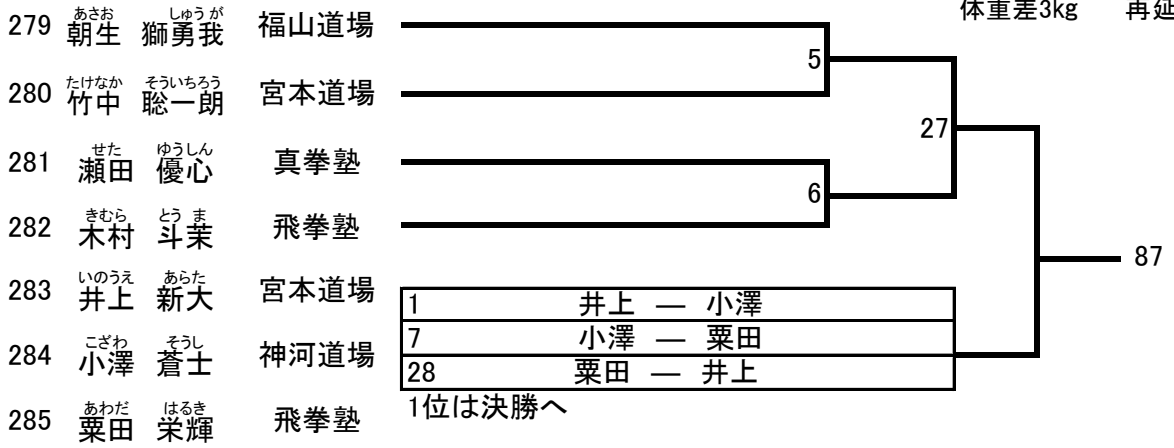 体重差3kg 再延
あさお しゅうが
279 朝生 獅勇我 福山道場
5
たけなか そういちろう
280 竹中 聡一朗 宮本道場
27
せた ゆうしん
281 瀬田 優心 真拳塾
6
きむら とうま
282 木村 斗茉 飛拳塾
87
いのうえ あらた
283 井上 新大 宮本道場
1 井上 ― 小澤
7 小澤 ― 粟田
こざわ そうし
284 小澤 蒼士 神河道場
28 粟田 ― 井上
1位は決勝へ
あわだ はるき
285 粟田 栄輝 飛拳塾